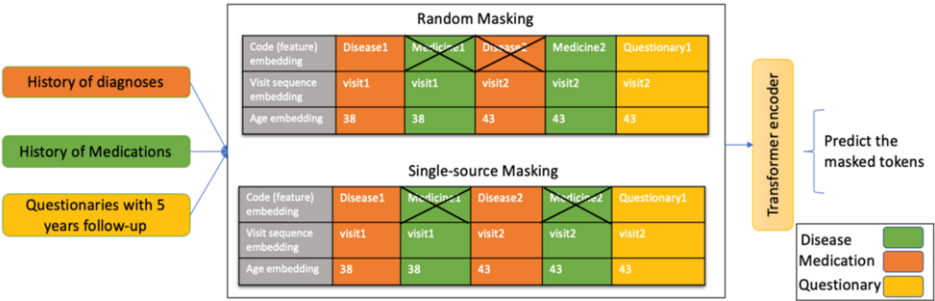 Random Masking
Code (feature) embedding Disease1 Medicine1 Disease2 Medicine2 Questionary1
Visit sequence embedding visit1 visit1 visit2 visit2 visit2
Age embedding 38 38 43 43 43
History of diagnoses
History of Medications
Questionaries with 5
years follow-up
Single-source Masking
Code (feature) embedding Disease1 Medicine1 Disease2 Medicine2 Questionary1
Visit sequence embedding visit1 visit1 visit2 visit2 visit2
Age embedding 38 38 43 43 43
Transformer encoder
Predict the
masked tokens
Disease
Medication
Questionary